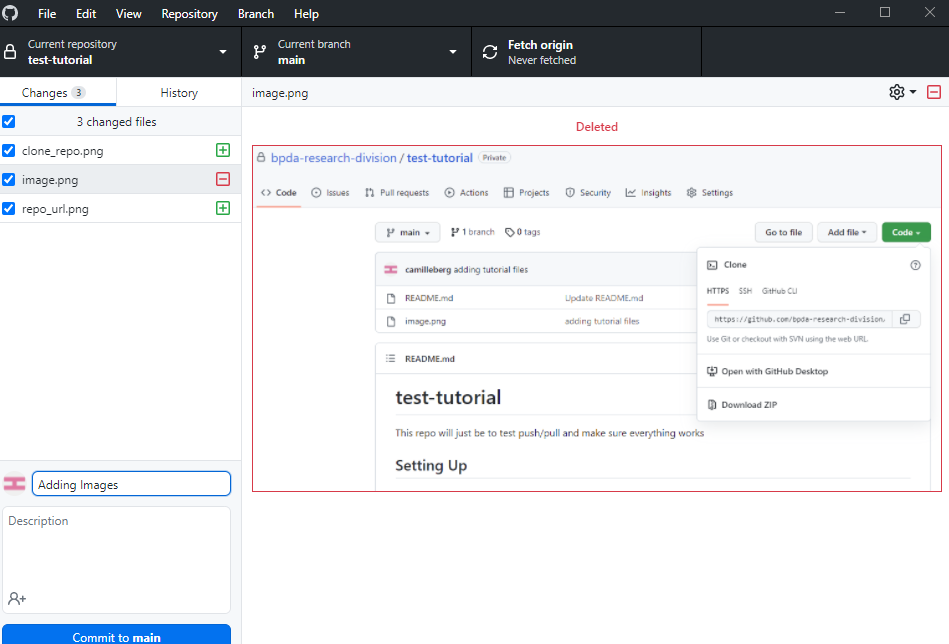 File Edit View Repository Branch Help
Current repository
test-tutorial
Current branch
main
Fetch origin
Never fetched
Changes 3 History
3 changed files
clone_repo.png
image.png
repo_url.png
Adding Images
Description
Commit to main
image.png
Deleted
bpda-research-division / test-tutorial Private
Code Issues Pull requests Actions Projects Security Insights Settings
main 1 branch 0 tags Go to file Add file Code
camilleberg adding tutorial files
README.md Update README.md
image.png adding tutorial files
README.md
test-tutorial
This repo will just be to test push/pull and make sure everything works
Setting Up
Clone
HTTPS SSH GitHub CLI
https://github.com/bpda-research-division.
Use Git or checkout with SVN using the web URL.
Open with GitHub Desktop
Download ZIP